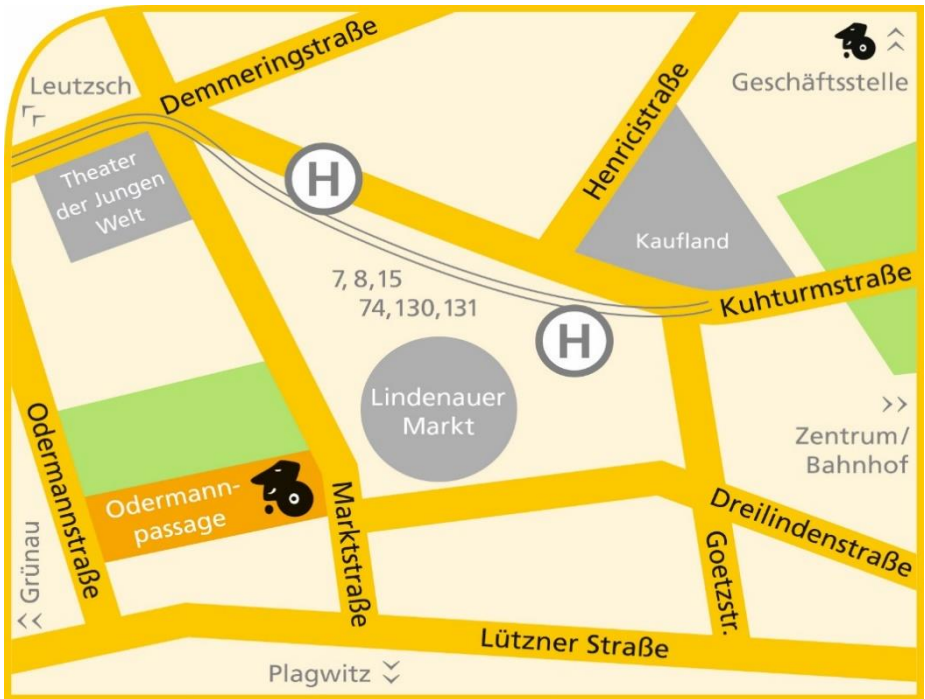 Demmeringstraße
Leutzsch
Geschäftsstelle
Henricistraße
Theater
der Jungen
Welt
H
Kaufland
7, 8,15
74,130,131
Kuhturmstraße
H
Lindenauer
Markt
Zentrum/
Bahnhof
Odermannstraße
Odermann-
passage
Marktstraße
Dreilindenstraße
Goetzstr.
Grünau
Lützner Straße
Plagwitz